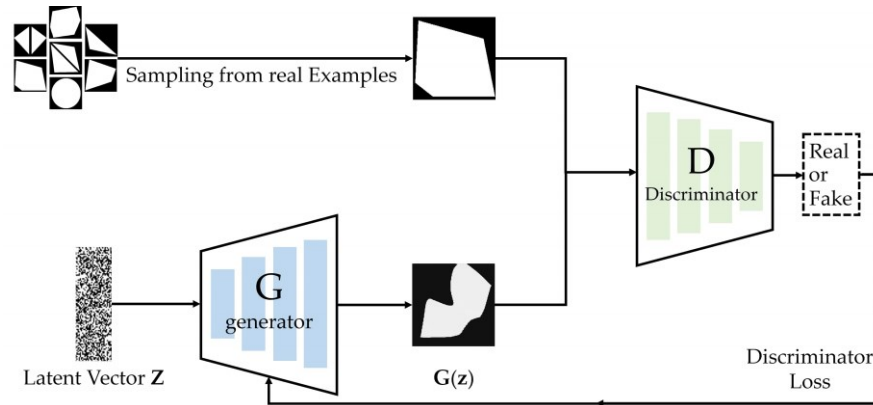 Sampling from real Examples
D
Discriminator
Real
or
Fake
G
generator
Latent Vector Z
G(z)
Discriminator
Loss